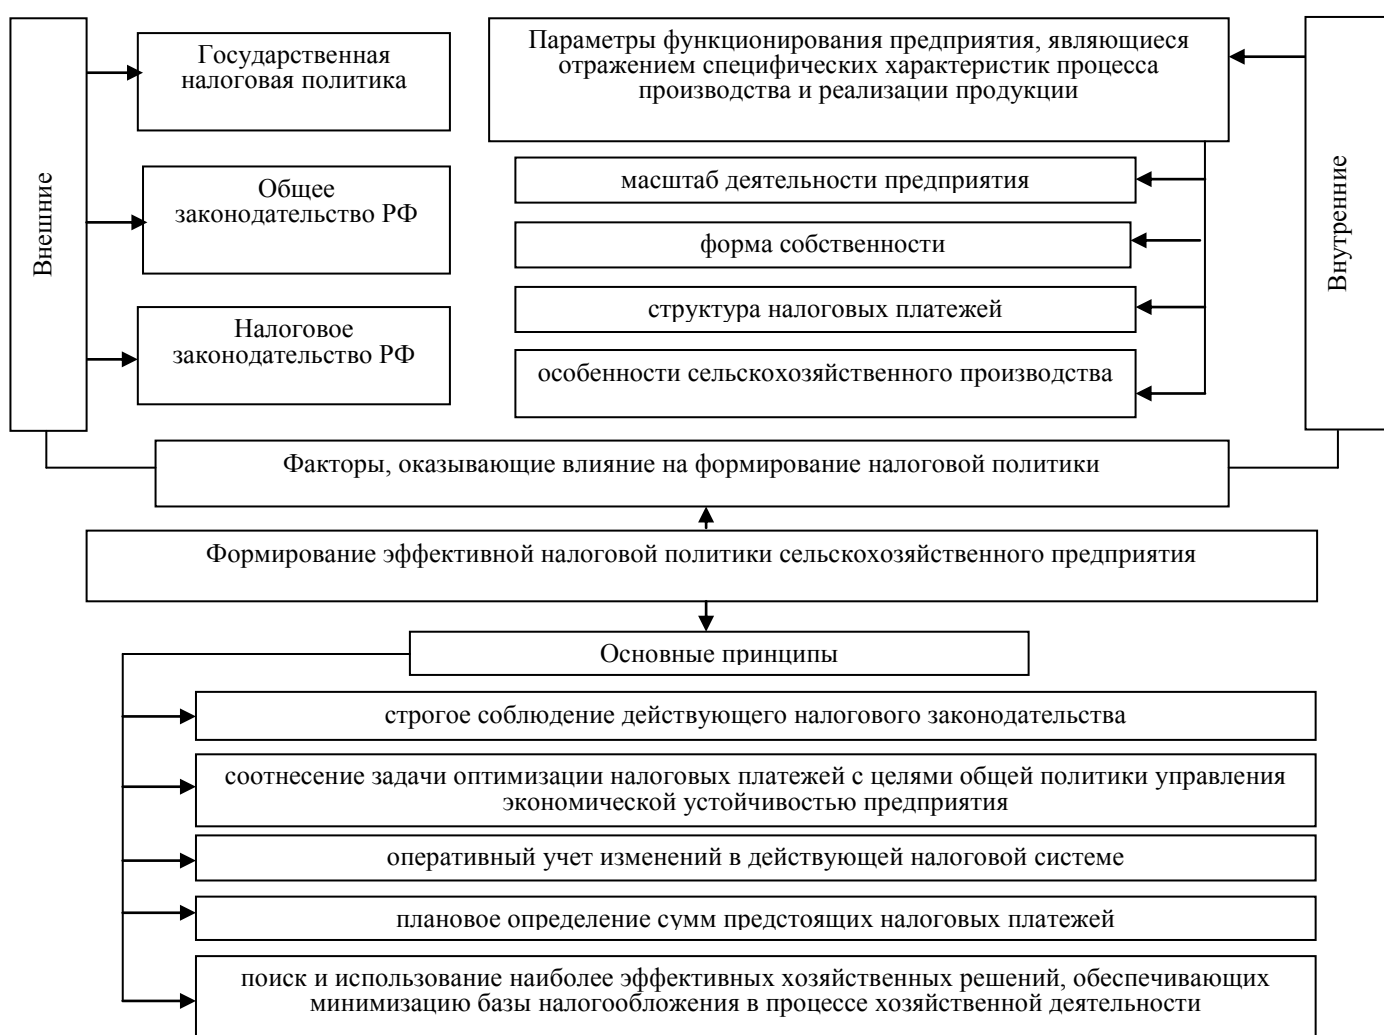 Внешние
Государственная
налоговая политика
Общее
законодательство РФ
Налоговое
законодательство РФ
Параметры функционирования предприятия, являющиеся
отражением специфических характеристик процесса
производства и реализации продукции
масштаб деятельности предприятия
форма собственности
структура налоговых платежей
особенности сельскохозяйственного производства
Внутренние
Факторы, оказывающие влияние на формирование налоговой политики
Формирование эффективной налоговой политики сельскохозяйственного предприятия
Основные принципы
строгое соблюдение действующего налогового законодательства
соотнесение задачи оптимизации налоговых платежей с целями общей политики управления
экономической устойчивостью предприятия
оперативный учет изменений в действующей налоговой системе
плановое определение сумм предстоящих налоговых платежей
поиск и использование наиболее эффективных хозяйственных решений, обеспечивающих
минимизацию базы налогообложения в процессе хозяйственной деятельности